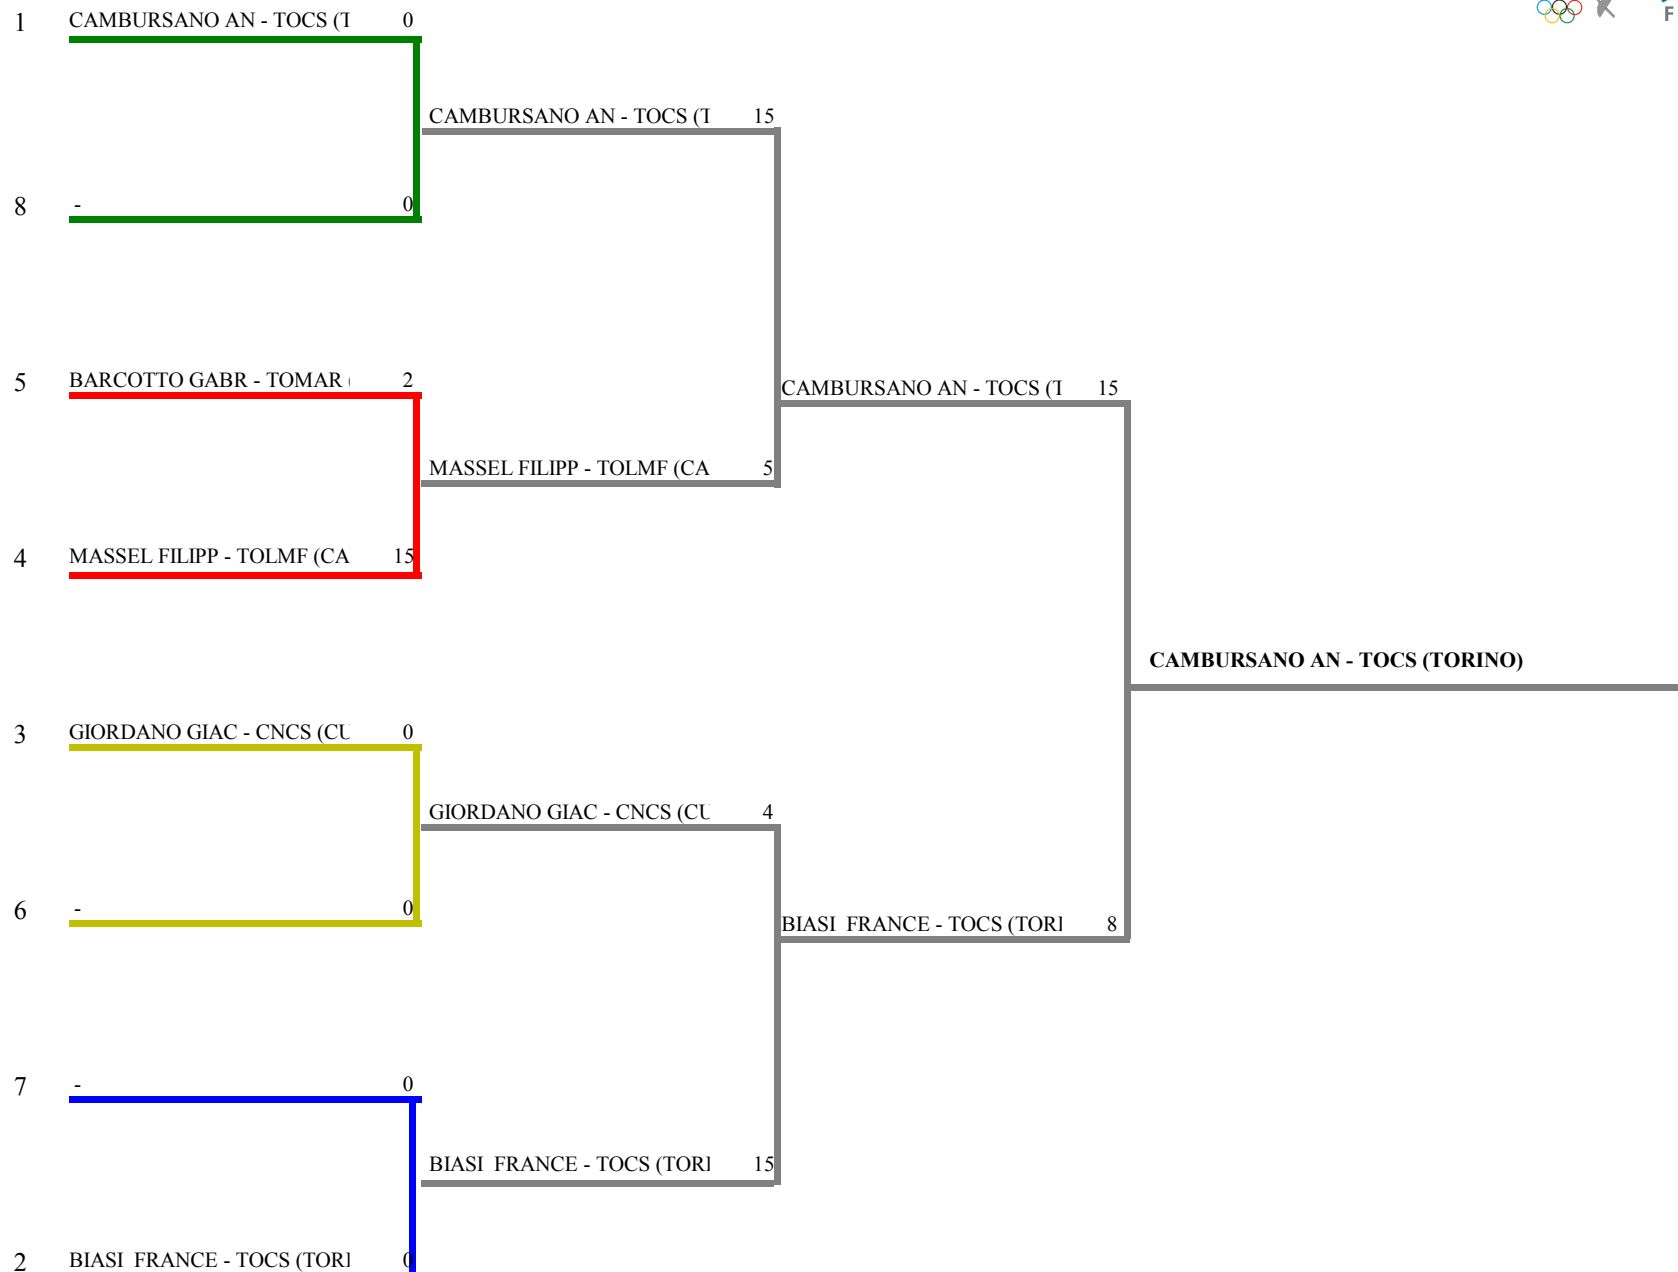 1 CAMBURSANO AN - TOCS (T 0
F
CAMBURSANO AN - TOCS (T 15
8 - 0
5 BARCOTTO GABR - TOMAR ( 2
CAMBURSANO AN - TOCS (T 15
MASSEL FILIPP - TOLMF (CA 5
4 MASSEL FILIPP - TOLMF (CA 15
CAMBURSANO AN - TOCS (TORINO)
3 GIORDANO GIAC - CNCS (CU 0
GIORDANO GIAC - CNCS (CU 4
6 - 0
BIASI FRANCE - TOCS (TORI 8
7 - 0
BIASI FRANCE - TOCS (TORI 15
2 BIASI FRANCE - TOCS (TORI 0